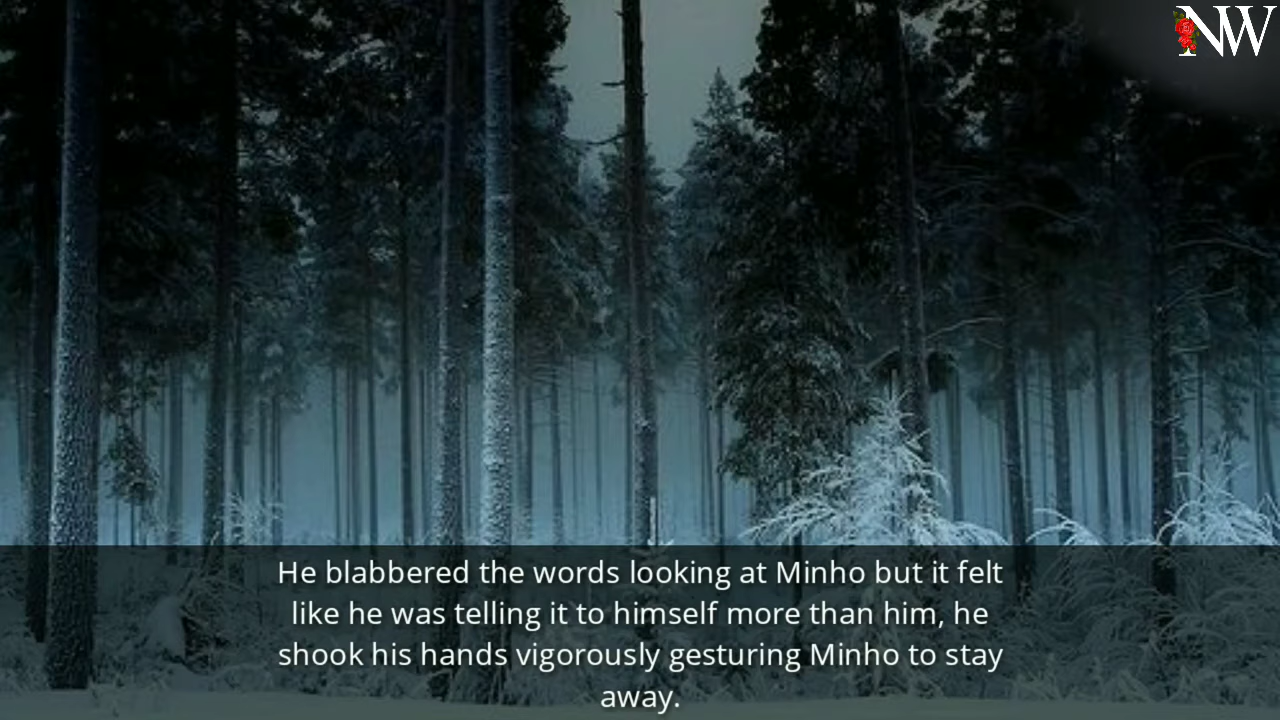 NW
He blabbered the words looking at Minho but it felt
like he was telling it to himself more than him, he
shook his hands vigorously gesturing Minho to stay
away.